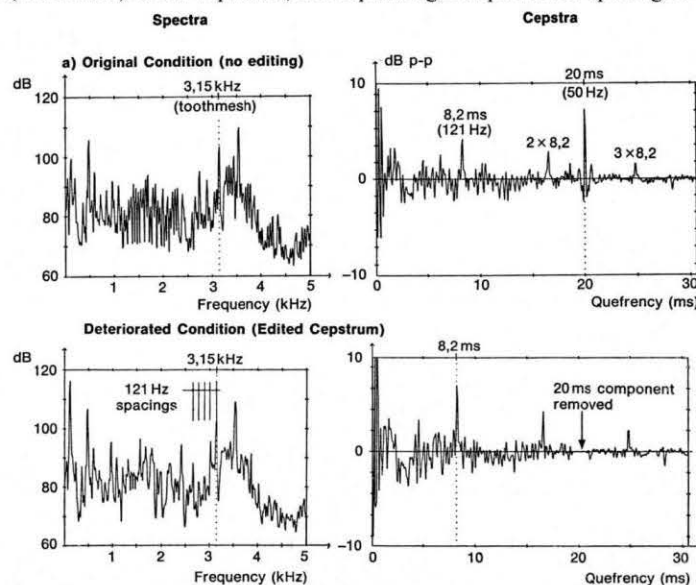 Spectra
Cepstra
a) Original Condition (no editing)
dB
3,15 kHz
(toothmesh)
120
100
80
60
1
2
3
4
5
Frequency (kHz)
dB p-p
10
0
-10
20 ms
(50 Hz)
8,2 ms
(121 Hz)
2 × 8,2
3 × 8,2
0
10
20
30
Quefrency (ms)
Deteriorated Condition (Edited Cepstrum)
dB
3,15 kHz
120
100
80
60
121 Hz
spacings
1
2
3
4
5
Frequency (kHz)
8,2 ms
10
0
-10
20 ms component
removed
0
10
20
30
Quefrency (ms)